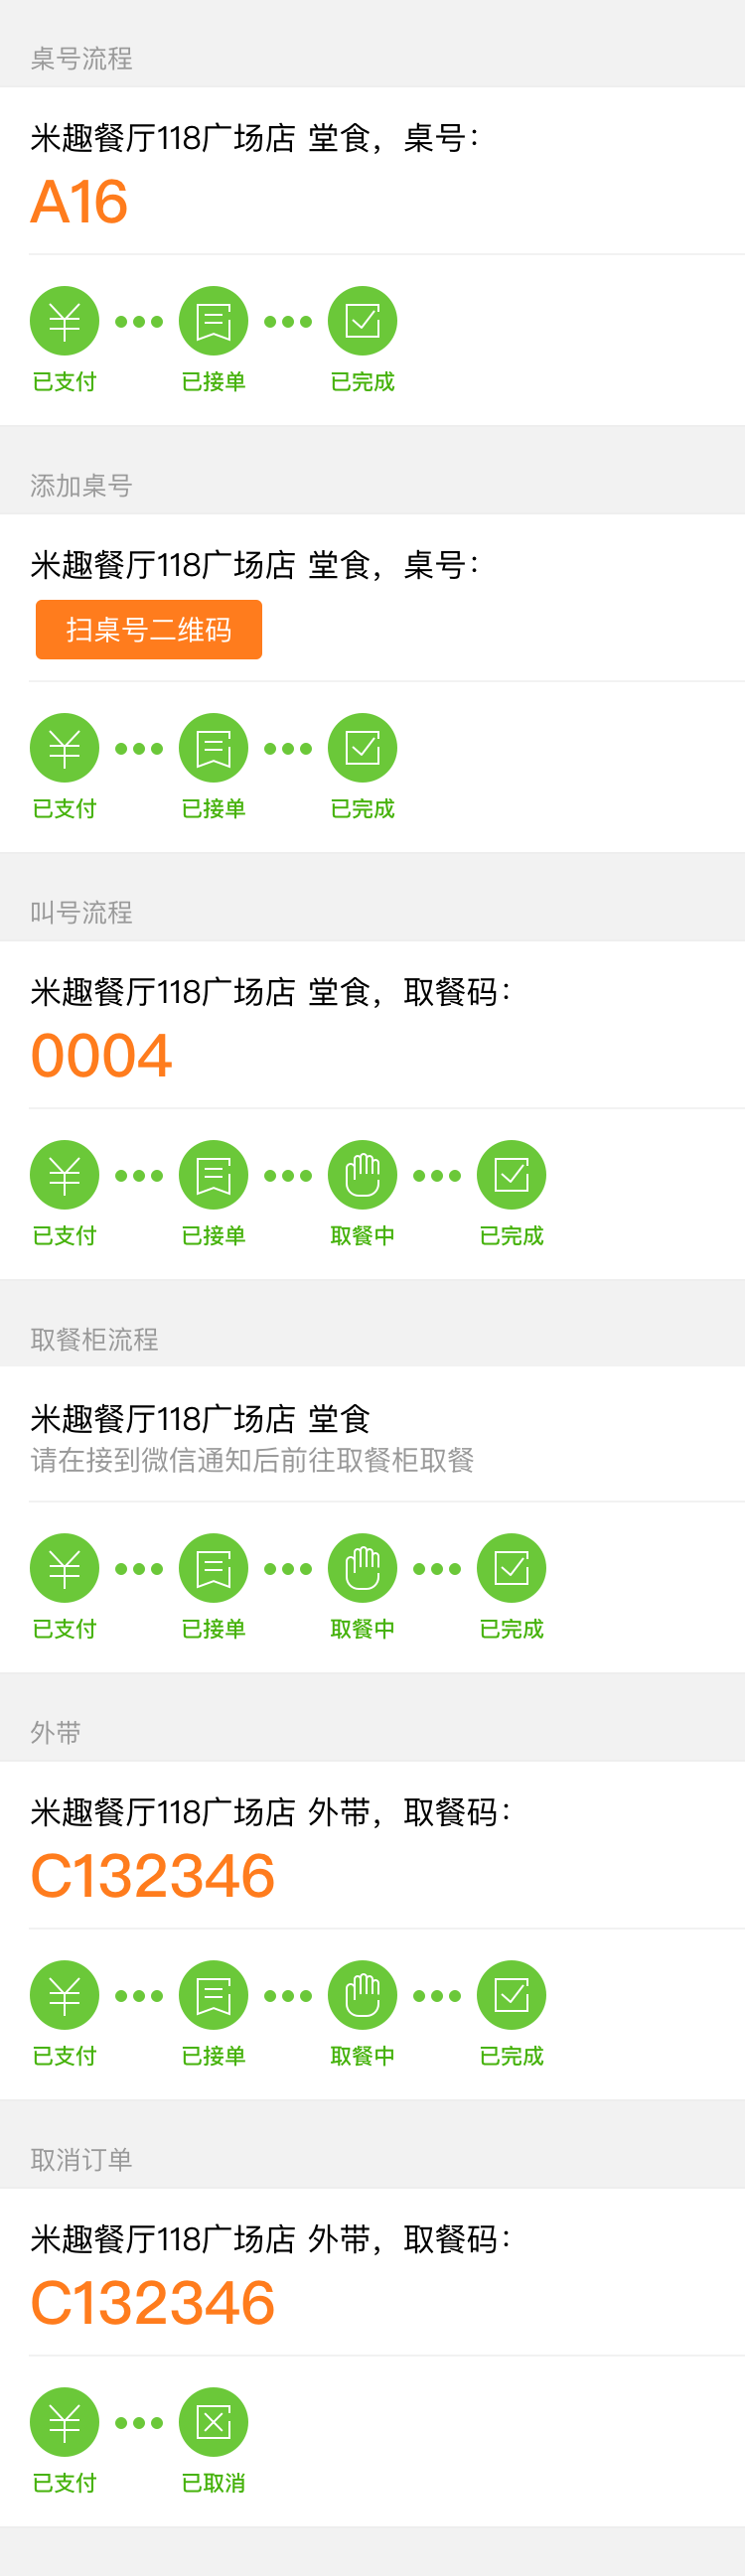 桌号流程
米趣餐厅118广场店 堂食，桌号：
A16
已支付 已接单 已完成
添加桌号
米趣餐厅118广场店 堂食，桌号：
扫桌号二维码
已支付 已接单 已完成
叫号流程
米趣餐厅118广场店 堂食，取餐码：
0004
已支付 已接单 取餐中 已完成
取餐柜流程
米趣餐厅118广场店 堂食
请在接到微信通知后前往取餐柜取餐
已支付 已接单 取餐中 已完成
外带
米趣餐厅118广场店 外带，取餐码：
C132346
已支付 已接单 取餐中 已完成
取消订单
米趣餐厅118广场店 外带，取餐码：
C132346
已支付 已取消